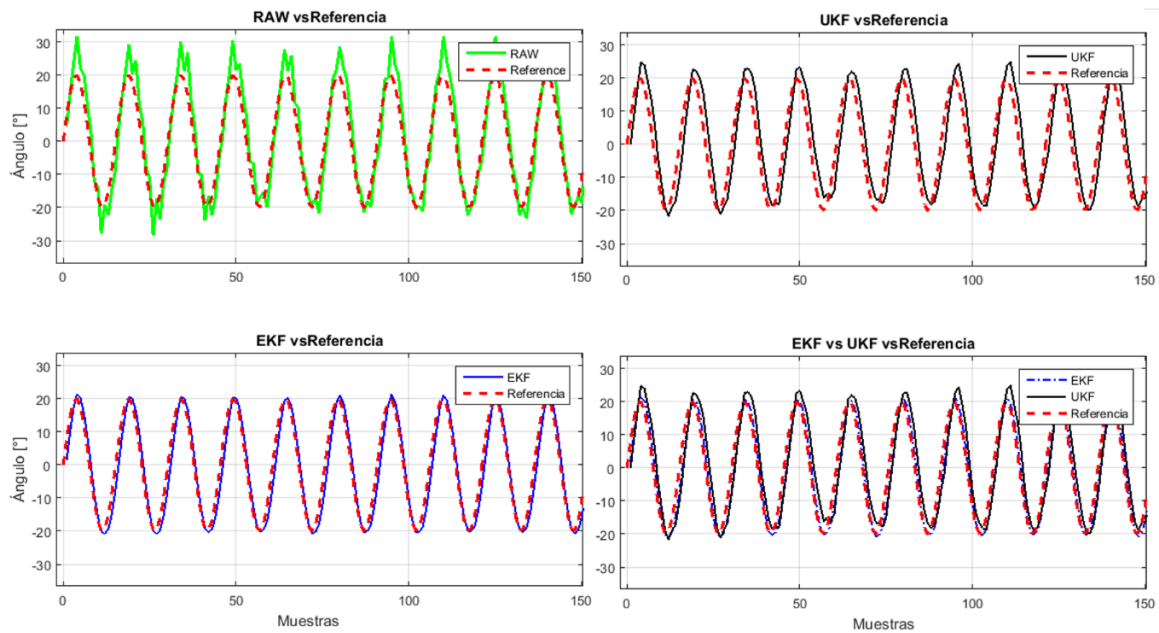 RAW vsReferencia
30
20
10
0
-10
-20
-30
Ángulo [°]
RAW
Reference
0
50
100
150
UKF vsReferencia
30
20
10
0
-10
-20
-30
UKF
Referencia
0
50
100
150
EKF vsReferencia
30
20
10
0
-10
-20
-30
Ángulo [°]
EKF
Referencia
0
50
100
150
Muestras
EKF vs UKF vsReferencia
30
20
10
0
-10
-20
-30
EKF
UKF
Referencia
0
50
100
150
Muestras